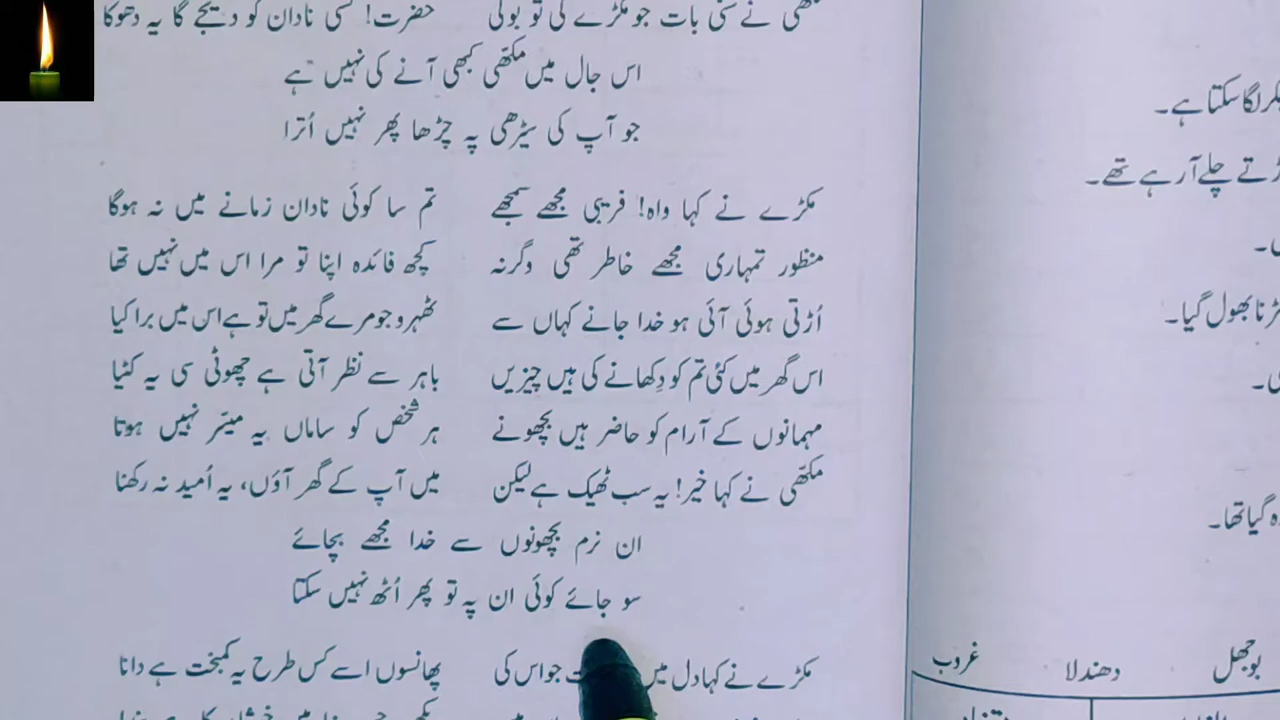 مکھی نے سنی بات جو مکڑے کی تو بولی حضرت! کسی نادان کو دیجے گا یہ دھوکا
اس جال میں مکھی کبھی آنے کی نہیں ہے
جو آپ کی سیڑھی پہ چڑھا پھر نہیں اُترا
مکڑے نے کہا واہ! فریبی مجھے سمجھے تم سا کوئی نادان زمانے میں نہ ہوگا
منظور تمہاری مجھے خاطر تھی وگرنہ کچھ فائدہ اپنا تو مرا اس میں نہیں تھا
اُڑتی ہوئی آئی ہو خدا جانے کہاں سے ٹھہرو جو مرے گھر میں تو ہے اس میں برا کیا
اس گھر میں کئی تم کو دِکھانے کی ہیں چیزیں باہر سے نظر آتی ہے چھوٹی سی یہ کٹیا
مہمانوں کے آرام کو حاضر ہیں بچھونے ہر شخص کو ساماں یہ میسّر نہیں ہوتا
مکھّی نے کہا خیر! یہ سب ٹھیک ہے لیکن میں آپ کے گھر آؤں، یہ اُمید نہ رکھنا
ان نرم بچھونوں سے خدا مجھے بچائے
سو جائے کوئی ان پہ تو پھر اُٹھ نہیں سکتا
مکڑے نے کہا دل میں جو اس کی پھانسوں اسے کس طرح یہ کمبخت ہے دانا
لگا سکتا ہے۔
چلے آ رہے تھے۔
بھول گیا۔
گیا تھا۔
بوجھل دھندلا غروب